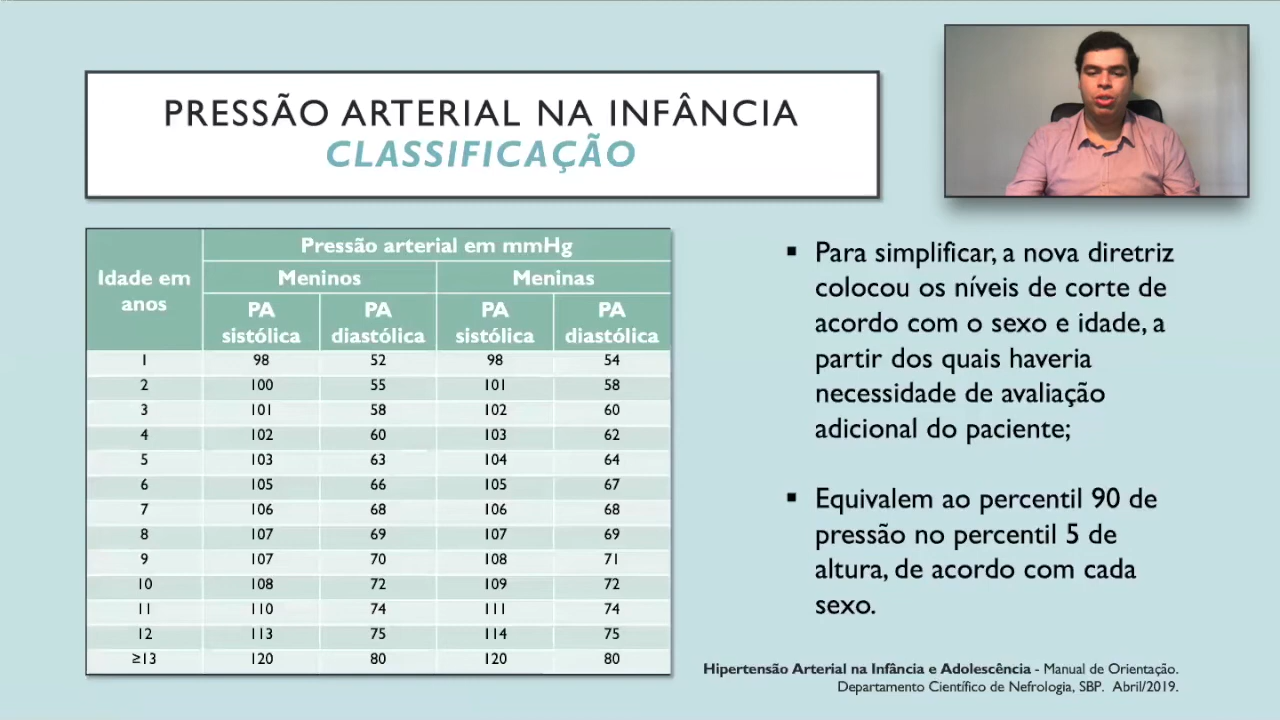 PRESSÃO ARTERIAL NA INFÂNCIA
CLASSIFICAÇÃO
Idade em anos
Pressão arterial em mmHg
Meninos Meninas
PA sistólica PA diastólica PA sistólica PA diastólica
1 98 52 98 54
2 100 55 101 58
3 101 58 102 60
4 102 60 103 62
5 103 63 104 64
6 105 66 105 67
7 106 68 106 68
8 107 69 107 69
9 107 70 108 71
10 108 72 109 72
11 110 74 111 74
12 113 75 114 75
≥13 120 80 120 80
▪ Para simplificar, a nova diretriz
colocou os níveis de corte de
acordo com o sexo e idade, a
partir dos quais haveria
necessidade de avaliação
adicional do paciente;
▪ Equivalem ao percentil 90 de
pressão no percentil 5 de
altura, de acordo com cada
sexo.
Hipertensão Arterial na Infância e Adolescência - Manual de Orientação.
Departamento Científico de Nefrologia, SBP. Abril/2019.